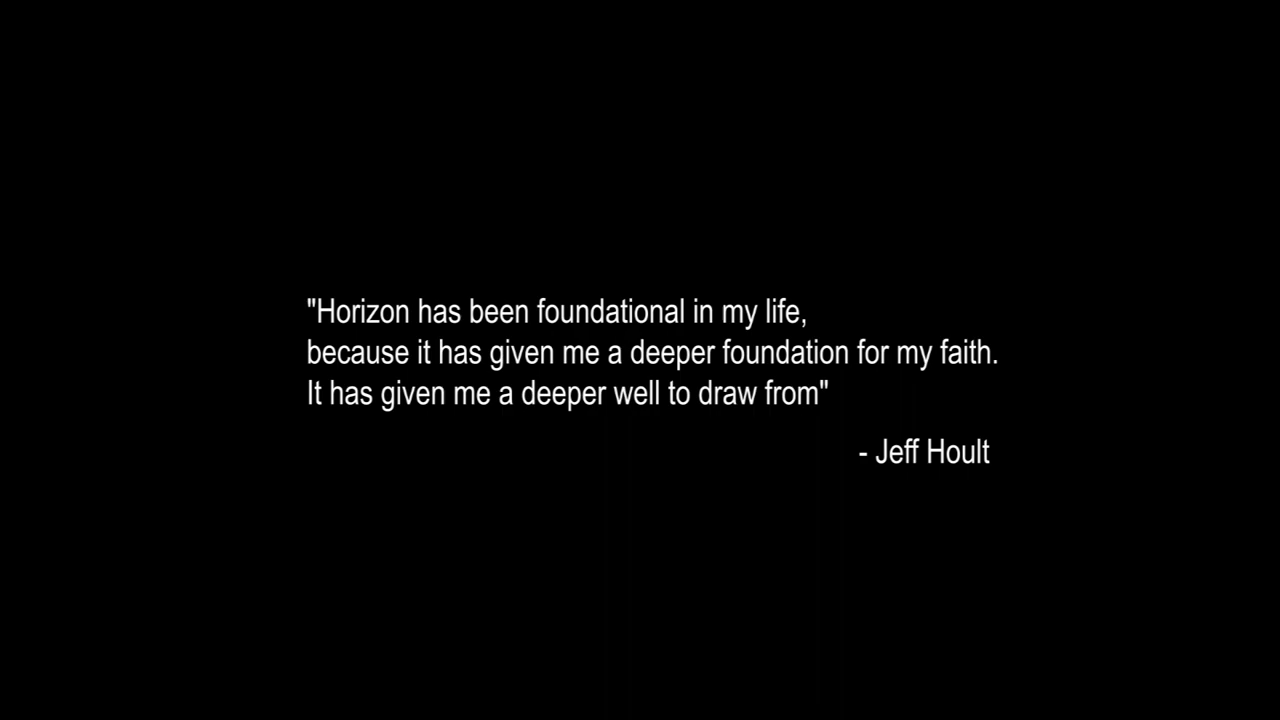 "Horizon has been foundational in my life,
because it has given me a deeper foundation for my faith.
It has given me a deeper well to draw from"
- Jeff Hoult